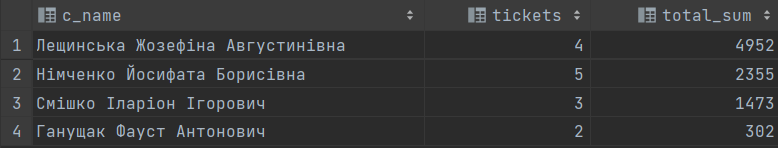 c_name tickets total_sum
1 Лещинська Жозефіна Августинівна 4 4952
2 Німченко Йосифата Борисівна 5 2355
3 Смішко Іларіон Ігорович 3 1473
4 Ганущак Фауст Антонович 2 302